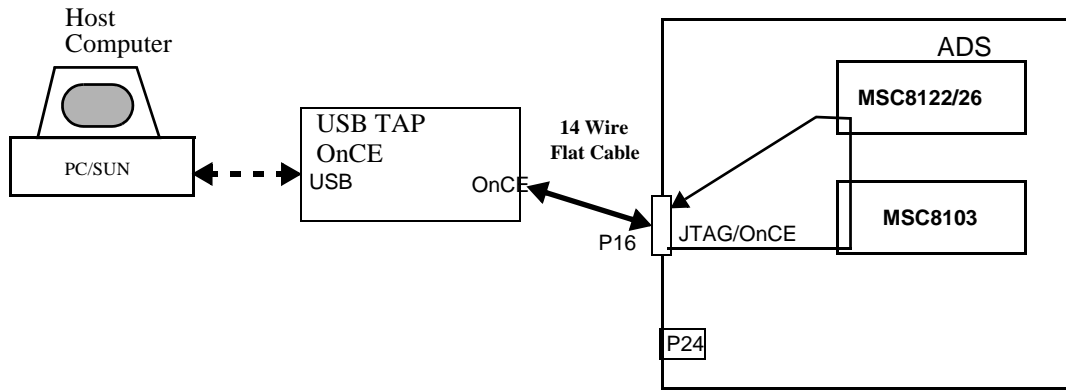 Host
Computer
PC/SUN
USB TAP
OnCE
USB
OnCE
14 Wire
Flat Cable
P16
JTAG/OnCE
ADS
MSC8122/26
MSC8103
P24